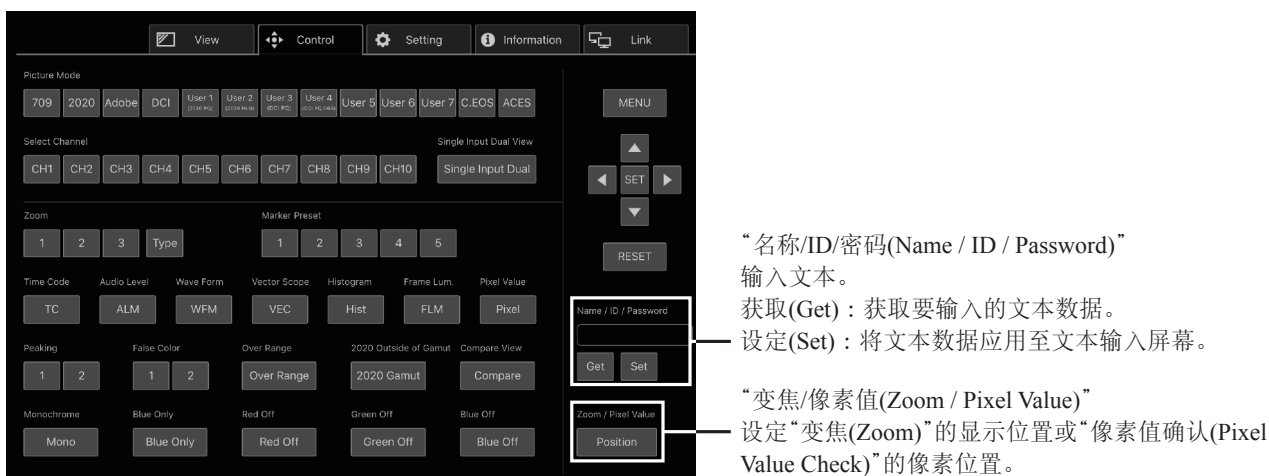 View Control Setting Information Link
Picture Mode
709 2020 Adobe DCI User 1 User 2 User 3 User 4 User 5 User 6 User 7 C.EOS ACES MENU
(2020 PQ) (2020 HLG) (DCI PQ)
Select Channel Single Input Dual View
CH1 CH2 CH3 CH4 CH5 CH6 CH7 CH8 CH9 CH10 Single Input Dual SET
Zoom Marker Preset
1 2 3 Type 1 2 3 4 5
RESET
Time Code Audio Level Wave Form Vector Scope Histogram Frame Lum. Pixel Value
TC ALM WFM VEC Hist FLM Pixel
Name / ID / Password
Peaking False Color Over Range 2020 Outside of Gamut Compare View
1 2 1 2 Over Range 2020 Gamut Compare
Get Set
Monochrome Blue Only Red Off Green Off Blue Off Zoom / Pixel Value
Mono Blue Only Red Off Green Off Blue Off Position
“名称/ID/密码(Name / ID / Password)”
输入文本。
获取(Get)：获取要输入的文本数据。
设定(Set)：将文本数据应用至文本输入屏幕。
“变焦/像素值(Zoom / Pixel Value)”
设定“变焦(Zoom)”的显示位置或“像素值确认(Pixel
Value Check)”的像素位置。